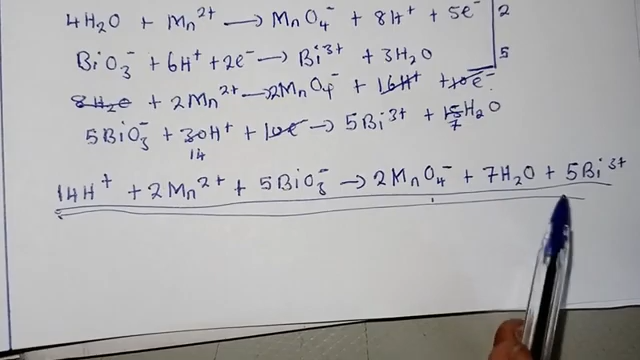 4H₂O + Mn²⁺ ⟶ MnO₄⁻ + 8H⁺ + 5e⁻ | 2
BiO₃⁻ + 6H⁺ + 2e⁻ ⟶ Bi³⁺ + 3H₂O | 5
8H₂O + 2Mn²⁺ ⟶ 2MnO₄⁻ + 16H⁺ + 10e⁻.
5BiO₃⁻ + 30H⁺ + 10e⁻ ⟶ 5Bi³⁺ + 15H₂O
14 7
14H⁺ + 2Mn²⁺ + 5BiO₃⁻ ⟶ 2MnO₄⁻ + 7H₂O + 5Bi³⁺